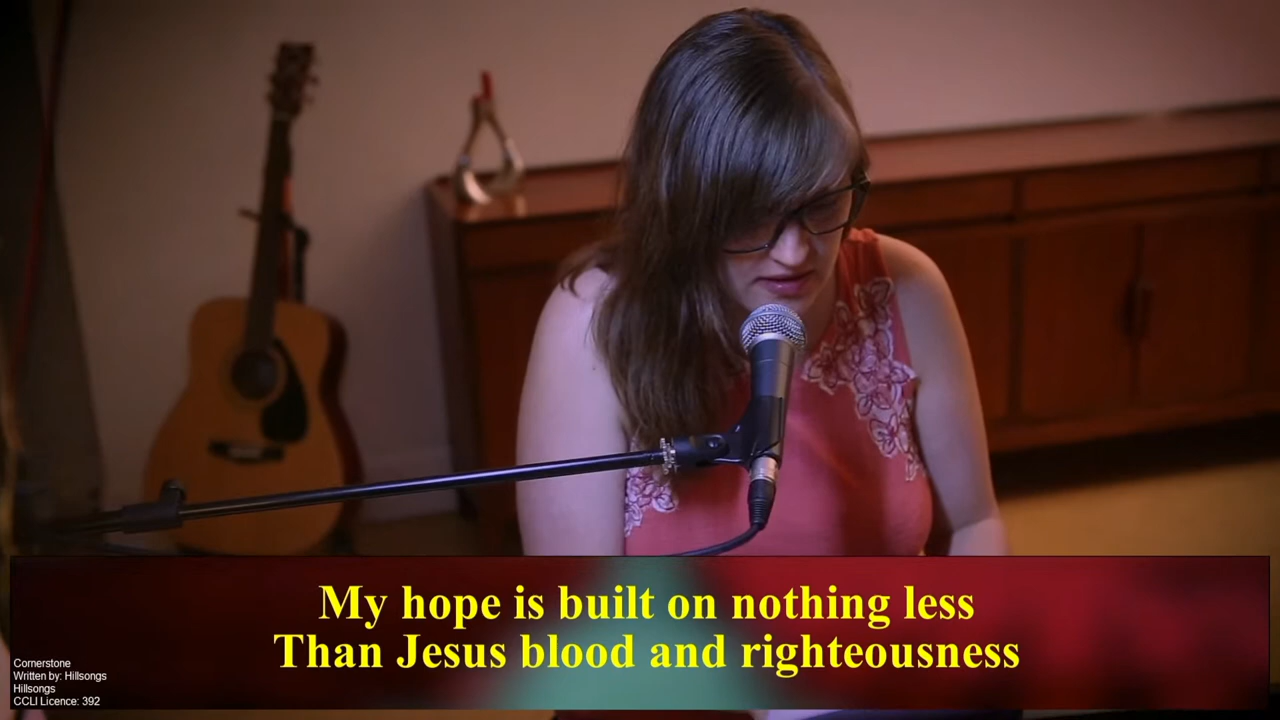 My hope is built on nothing less
Than Jesus blood and righteousness
Cornerstone
Written by: Hillsongs
Hillsongs
CCLI Licence: 392